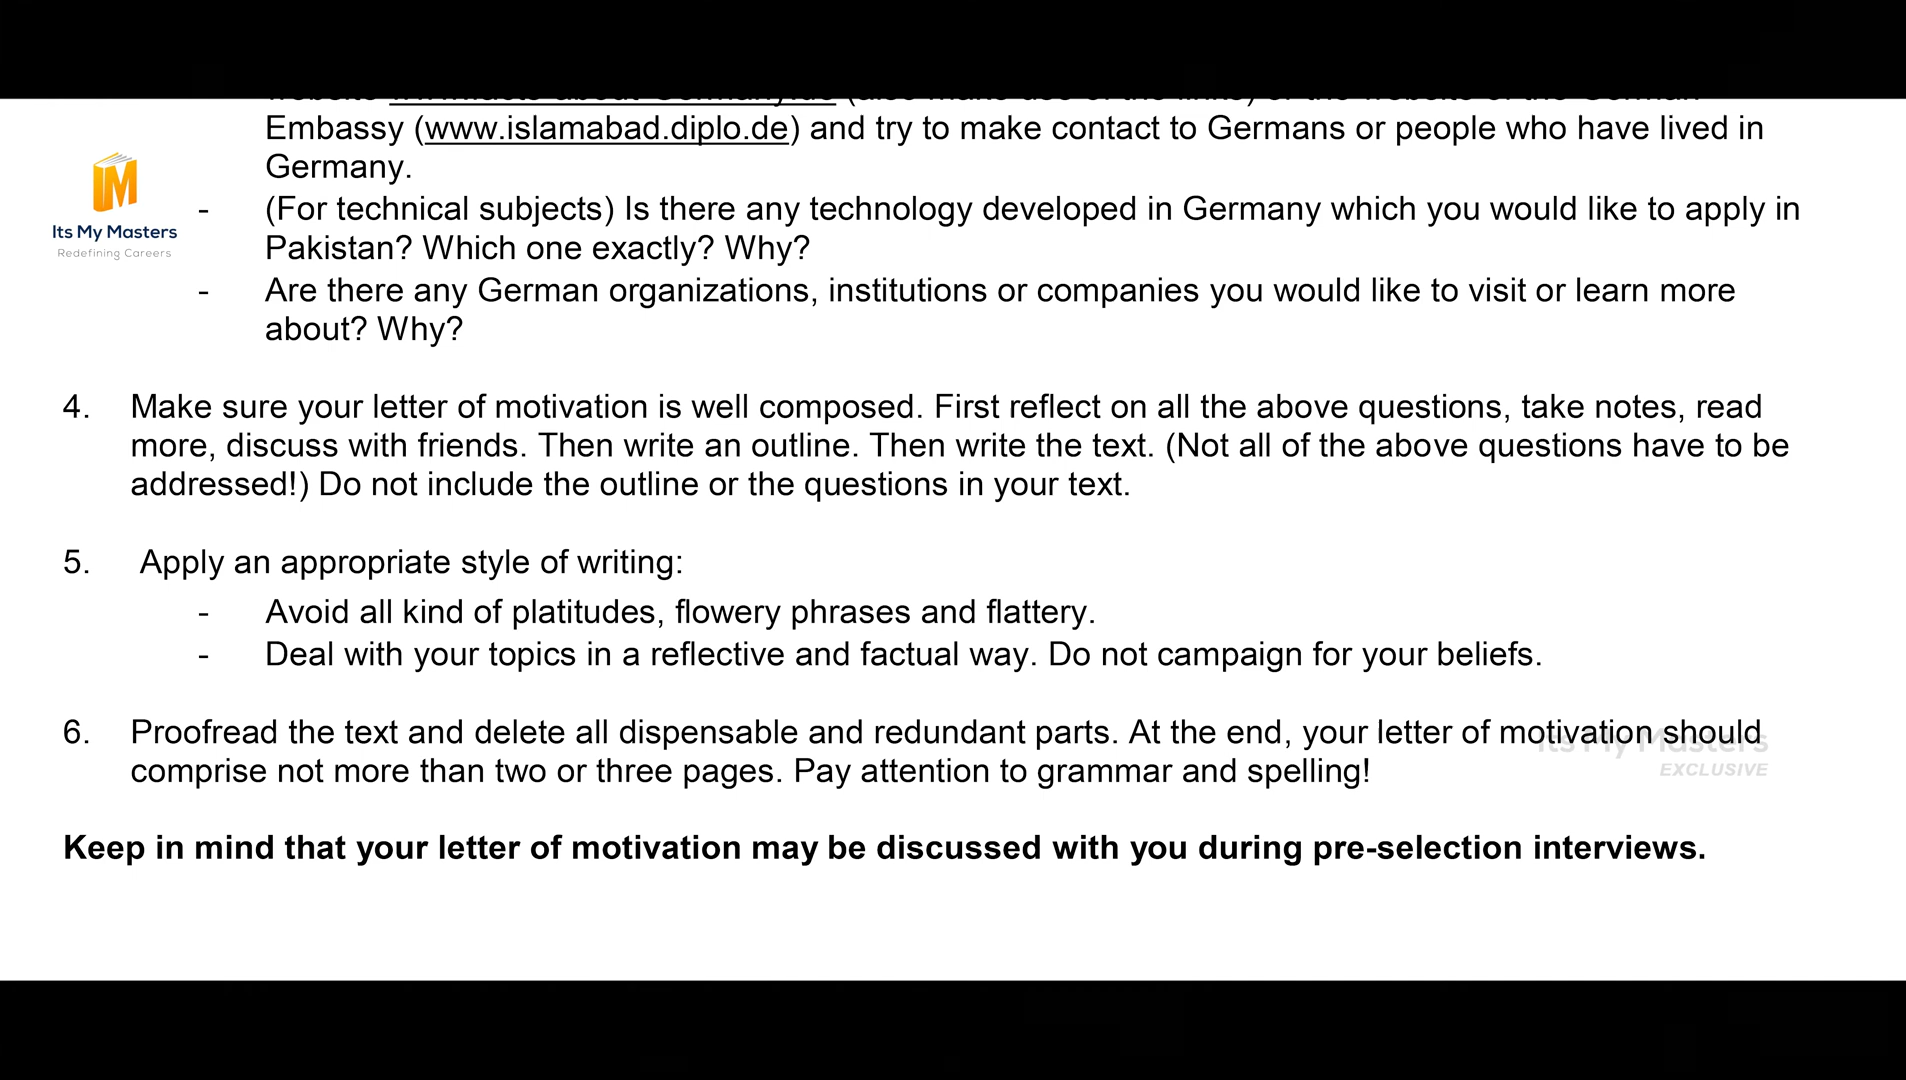 Embassy (www.islamabad.diplo.de) and try to make contact to Germans or people who have lived in
Germany.
- (For technical subjects) Is there any technology developed in Germany which you would like to apply in
Pakistan? Which one exactly? Why?
- Are there any German organizations, institutions or companies you would like to visit or learn more
about? Why?
Its My Masters
Redefining Careers
4. Make sure your letter of motivation is well composed. First reflect on all the above questions, take notes, read
more, discuss with friends. Then write an outline. Then write the text. (Not all of the above questions have to be
addressed!) Do not include the outline or the questions in your text.
5. Apply an appropriate style of writing:
- Avoid all kind of platitudes, flowery phrases and flattery.
- Deal with your topics in a reflective and factual way. Do not campaign for your beliefs.
6. Proofread the text and delete all dispensable and redundant parts. At the end, your letter of motivation should
comprise not more than two or three pages. Pay attention to grammar and spelling!
Its My Masters
EXCLUSIVE
Keep in mind that your letter of motivation may be discussed with you during pre-selection interviews.